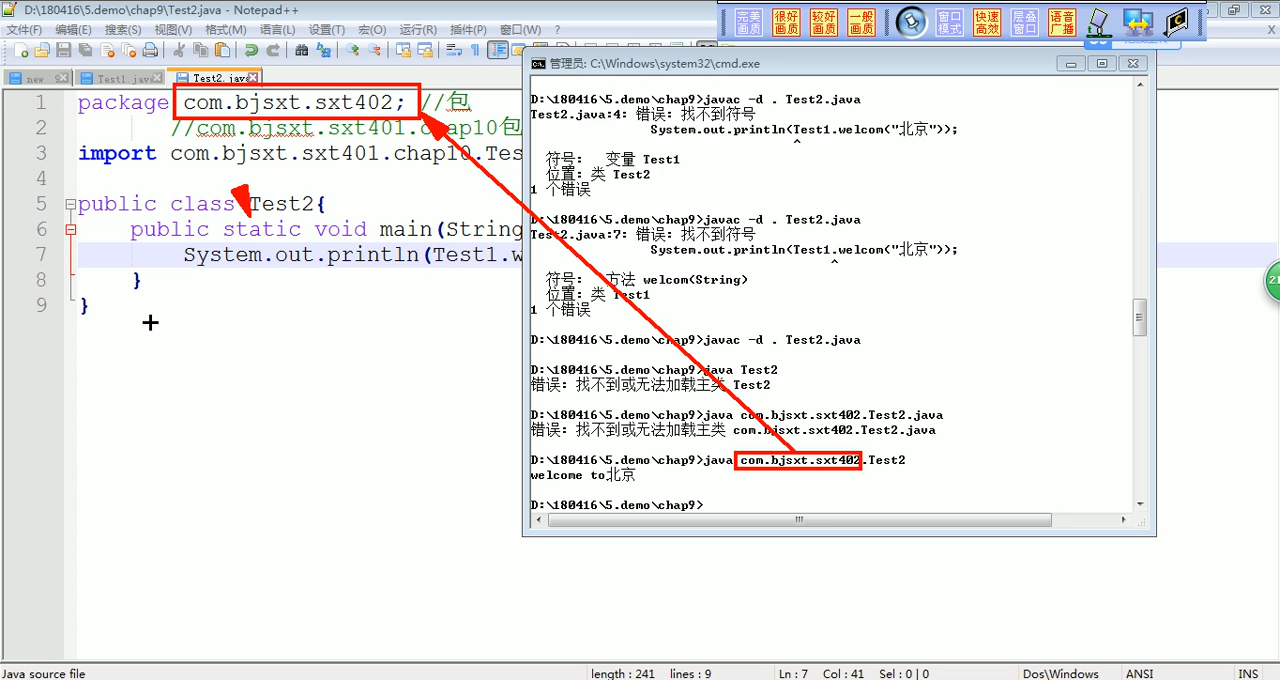 D:\180416\5.demo\chap9\Test2.java - Notepad++
文件(F) 编辑(E) 搜索(S) 视图(V) 格式(M) 语言(L) 设置(T) 宏(O) 运行(R) 插件(P) 窗口(W) ?
完美画质 很好画质 较好画质 一般画质 窗口模式 快速高效 层叠窗口 语音广播
new Test1.java Test2.java
1 package com.bjsxt.sxt402; //包
2 //com.bjsxt.sxt401.chap10包
3 import com.bjsxt.sxt401.chap10.Tes
4
5 public class Test2{
6 public static void main(String
7 System.out.println(Test1.w
8 }
9 }
管理员: C:\Windows\system32\cmd.exe
D:\180416\5.demo\chap9>javac -d . Test2.java
Test2.java:4: 错误: 找不到符号
System.out.println(Test1.welcom("北京"));
^
符号: 变量 Test1
位置: 类 Test2
1 个错误
D:\180416\5.demo\chap9>javac -d . Test2.java
Test2.java:7: 错误: 找不到符号
System.out.println(Test1.welcom("北京"));
^
符号: 方法 welcom(String)
位置: 类 Test1
1 个错误
D:\180416\5.demo\chap9>javac -d . Test2.java
D:\180416\5.demo\chap9>java Test2
错误: 找不到或无法加载主类 Test2
D:\180416\5.demo\chap9>java com.bjsxt.sxt402.Test2.java
错误: 找不到或无法加载主类 com.bjsxt.sxt402.Test2.java
D:\180416\5.demo\chap9>java com.bjsxt.sxt402.Test2
welcome to北京
D:\180416\5.demo\chap9>
21
Java source file length : 241 lines : 9 Ln : 7 Col : 41 Sel : 0 | 0 Dos\Windows ANSI INS